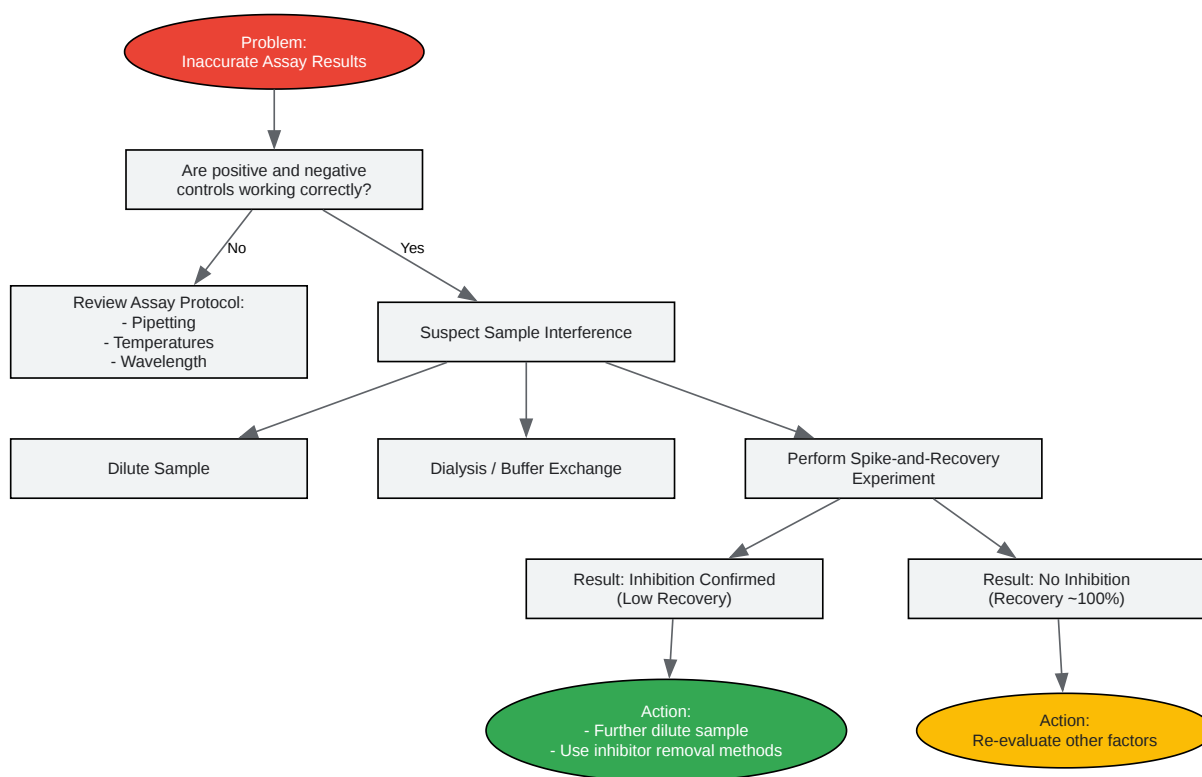 Problem:
Inaccurate Assay Results
Are positive and negative
controls working correctly?
No
Yes
Review Assay Protocol:
- Pipetting
- Temperatures
- Wavelength
Suspect Sample Interference
Dilute Sample
Dialysis / Buffer Exchange
Perform Spike-and-Recovery
Experiment
Result: Inhibition Confirmed
(Low Recovery)
Result: No Inhibition
(Recovery ~100%)
Action:
- Further dilute sample
- Use inhibitor removal methods
Action:
Re-evaluate other factors